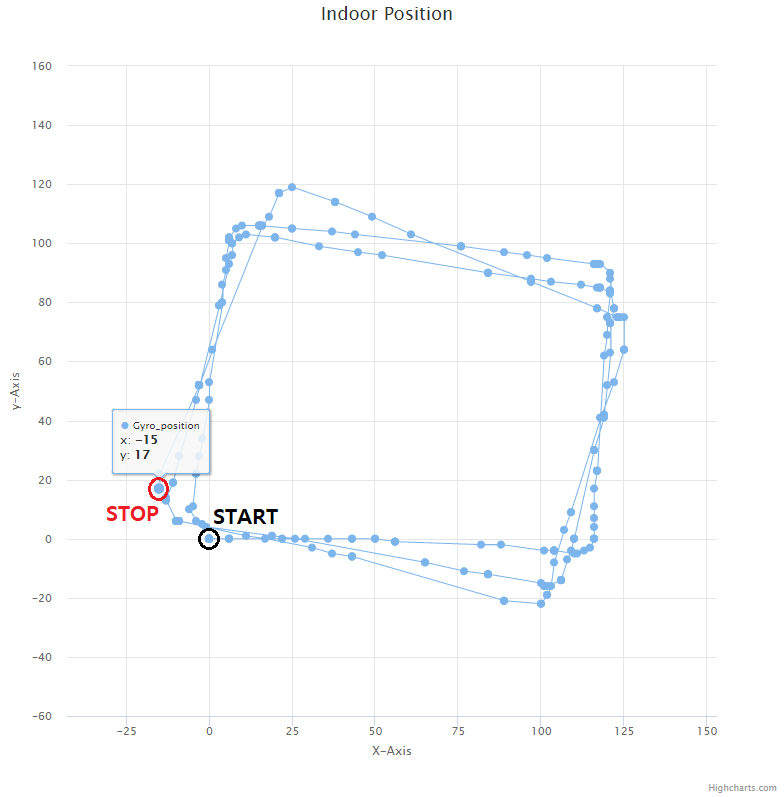 Indoor Position
160
140
120
100
80
60
40
20
0
−20
−40
−60
y-Axis
Gyro_position
x: −15
y: 17
STOP
START
−25
0
25
50
75
100
125
150
X-Axis
Highcharts.com